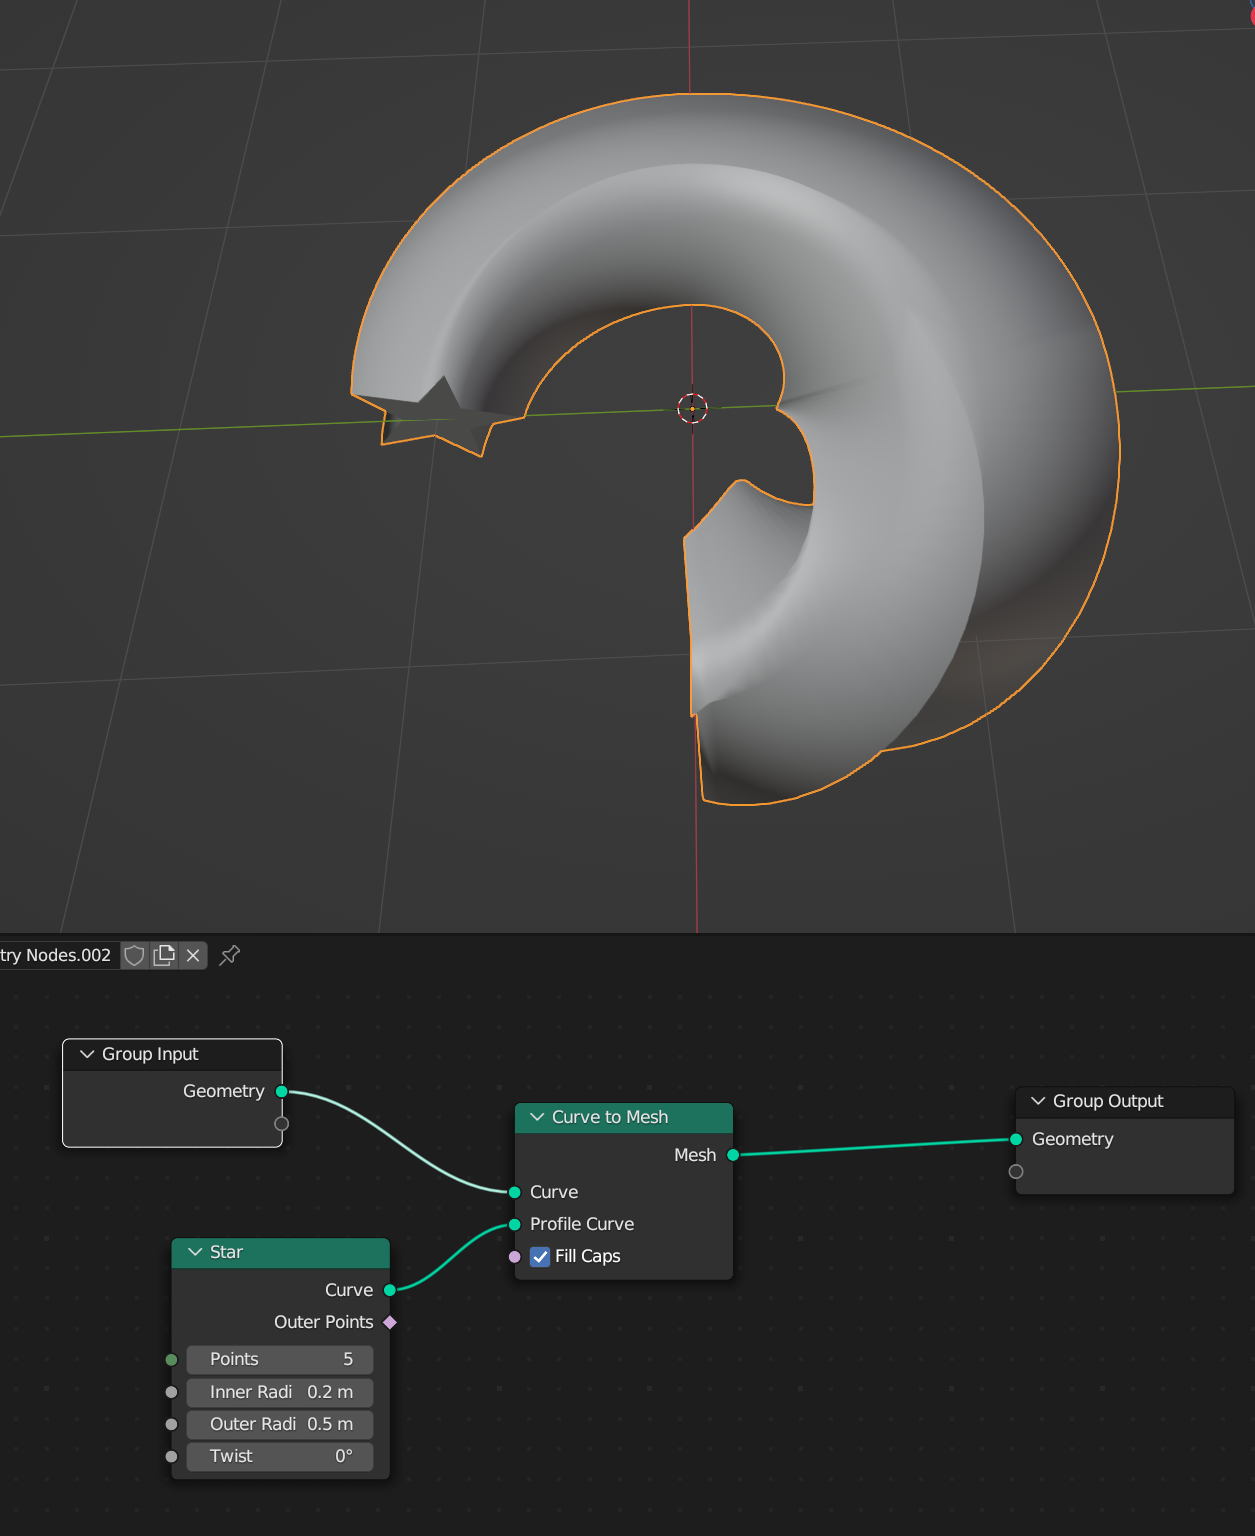 try Nodes.002
Group Input
Geometry
Curve to Mesh
Mesh
Curve
Profile Curve
Fill Caps
Group Output
Geometry
Star
Curve
Outer Points
Points 5
Inner Radi 0.2 m
Outer Radi 0.5 m
Twist 0°